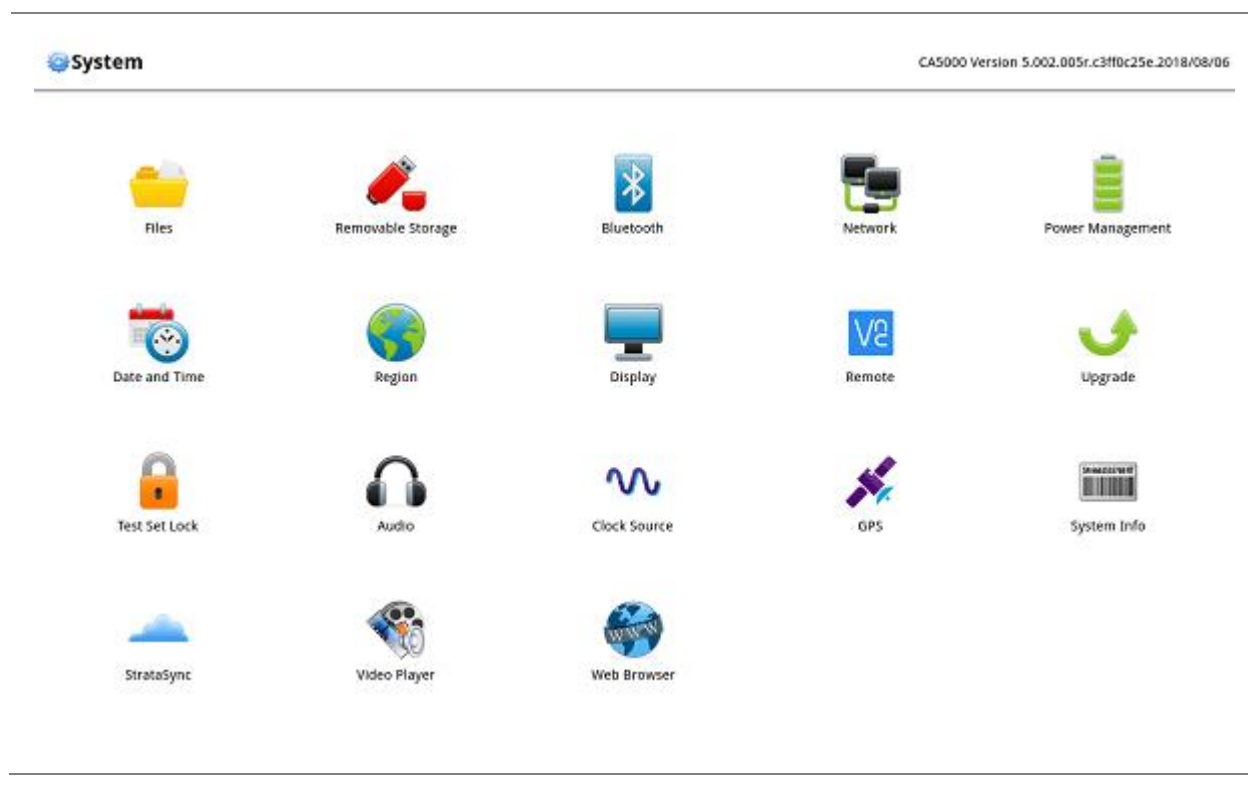 System
CA5000 Version 5.002.005r.c3ff0c25e.2018/08/06
Files
Removable Storage
Bluetooth
Network
Power Management
Date and Time
Region
Display
V2
Remote
Upgrade
Test Set Lock
Audio
Clock Source
GPS
System Info
StrataSync
Video Player
WWW
Web Browser